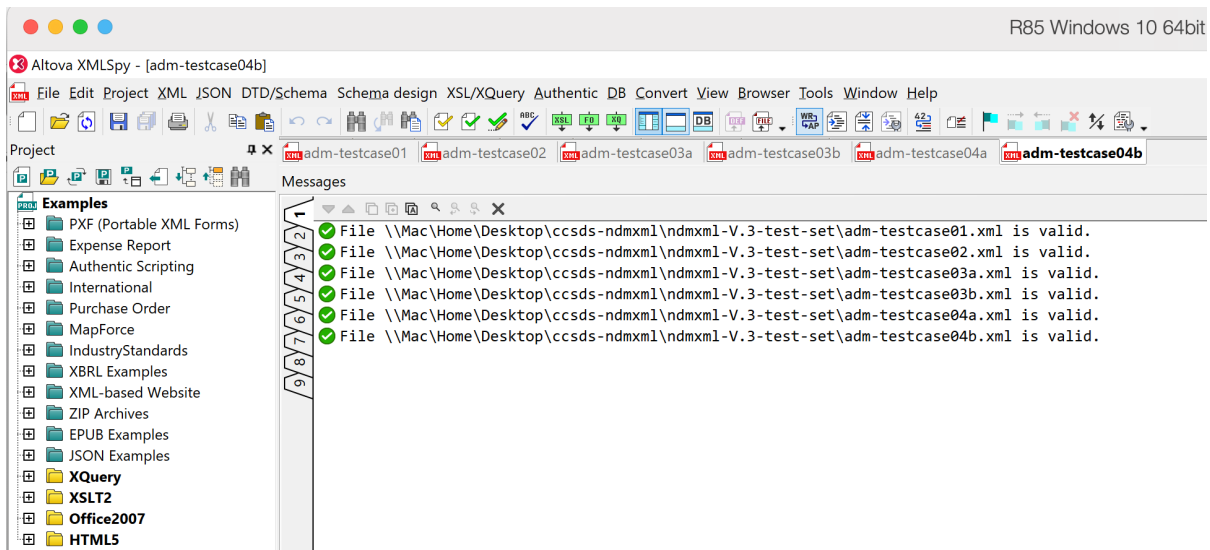 R85 Windows 10 64bit
Altova XMLSpy - [adm-testcase04b]
File Edit Project XML JSON DTD/Schema Schema design XSL/XQuery Authentic DB Convert View Browser Tools Window Help
Project
adm-testcase01 adm-testcase02 adm-testcase03a adm-testcase03b adm-testcase04a adm-testcase04b
Messages
Examples
PXF (Portable XML Forms)
Expense Report
Authentic Scripting
International
Purchase Order
MapForce
IndustryStandards
XBRL Examples
XML-based Website
ZIP Archives
EPUB Examples
JSON Examples
XQuery
XSLT2
Office2007
HTML5
1
2
3
4
5
6
7
8
9
File \\Mac\Home\Desktop\ccsds-ndmxml\ndmxml-V.3-test-set\adm-testcase01.xml is valid.
File \\Mac\Home\Desktop\ccsds-ndmxml\ndmxml-V.3-test-set\adm-testcase02.xml is valid.
File \\Mac\Home\Desktop\ccsds-ndmxml\ndmxml-V.3-test-set\adm-testcase03a.xml is valid.
File \\Mac\Home\Desktop\ccsds-ndmxml\ndmxml-V.3-test-set\adm-testcase03b.xml is valid.
File \\Mac\Home\Desktop\ccsds-ndmxml\ndmxml-V.3-test-set\adm-testcase04a.xml is valid.
File \\Mac\Home\Desktop\ccsds-ndmxml\ndmxml-V.3-test-set\adm-testcase04b.xml is valid.